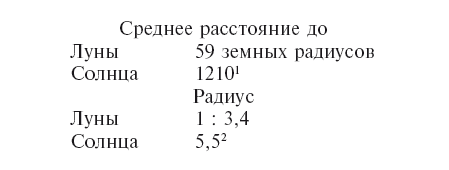 Среднее расстояние до
Луны 59 земных радиусов
Солнца 1210¹
Радиус
Луны 1 : 3,4
Солнца 5,5²